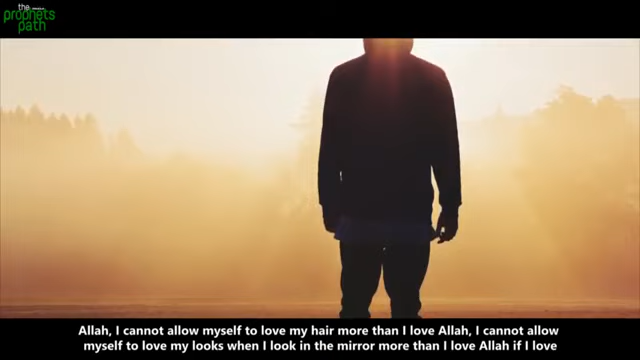 the
prophets
path
Allah, I cannot allow myself to love my hair more than I love Allah, I cannot allow
myself to love my looks when I look in the mirror more than I love Allah if I love